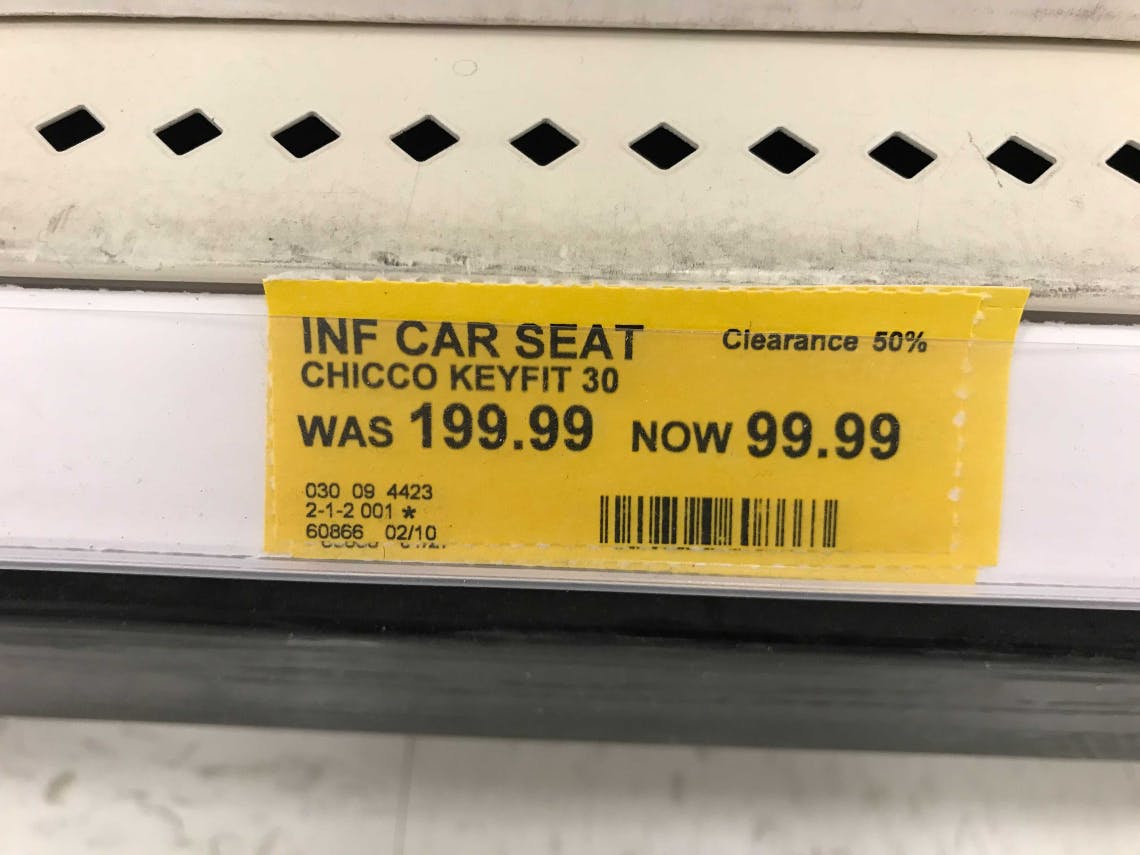 INF CAR SEAT Clearance 50%
CHICCO KEYFIT 30
WAS 199.99 NOW 99.99
030 09 4423
2-1-2 001 *
60866 02/10